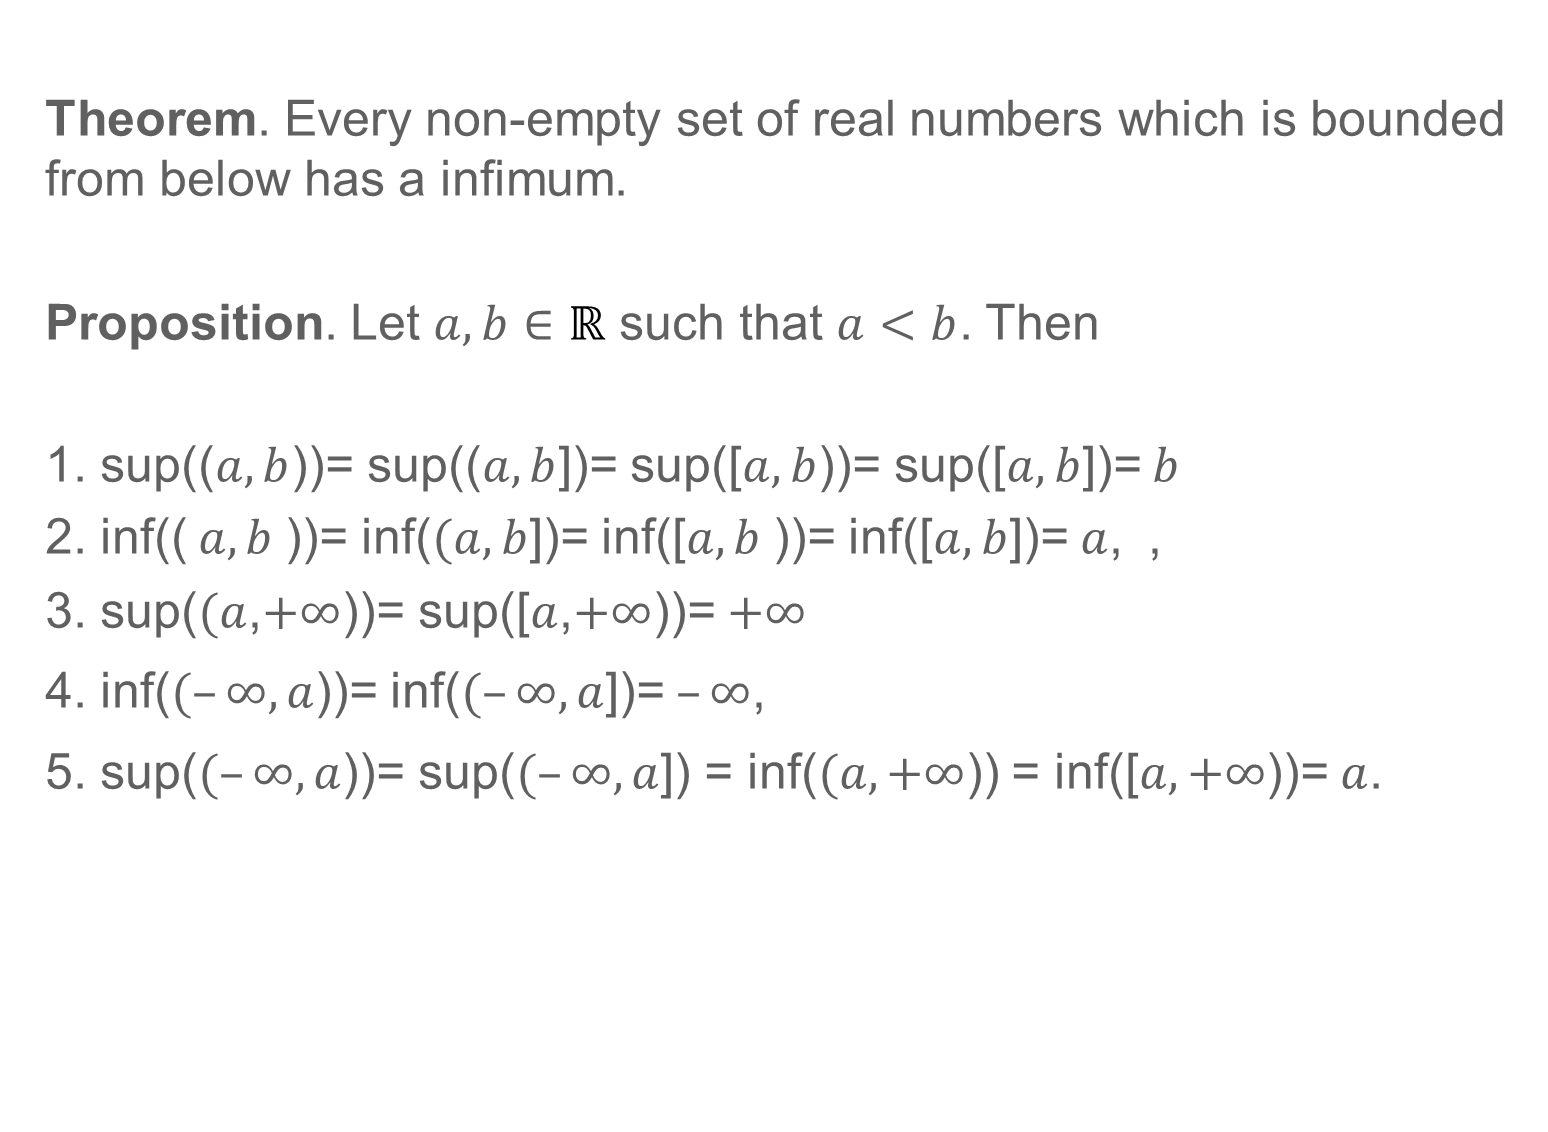 Theorem. Every non-empty set of real numbers which is bounded
from below has a infimum.
Proposition. Let a, b ∈ ℝ such that a < b. Then
1. sup((a, b))= sup((a, b])= sup([a, b))= sup([a, b])= b
2. inf(( a, b ))= inf((a, b])= inf([a, b ))= inf([a, b])= a, ,
3. sup((a,+∞))= sup([a,+∞))= +∞
4. inf((– ∞, a))= inf((– ∞, a])= – ∞,
5. sup((– ∞, a))= sup((– ∞, a]) = inf((a, +∞)) = inf([a, +∞))= a.